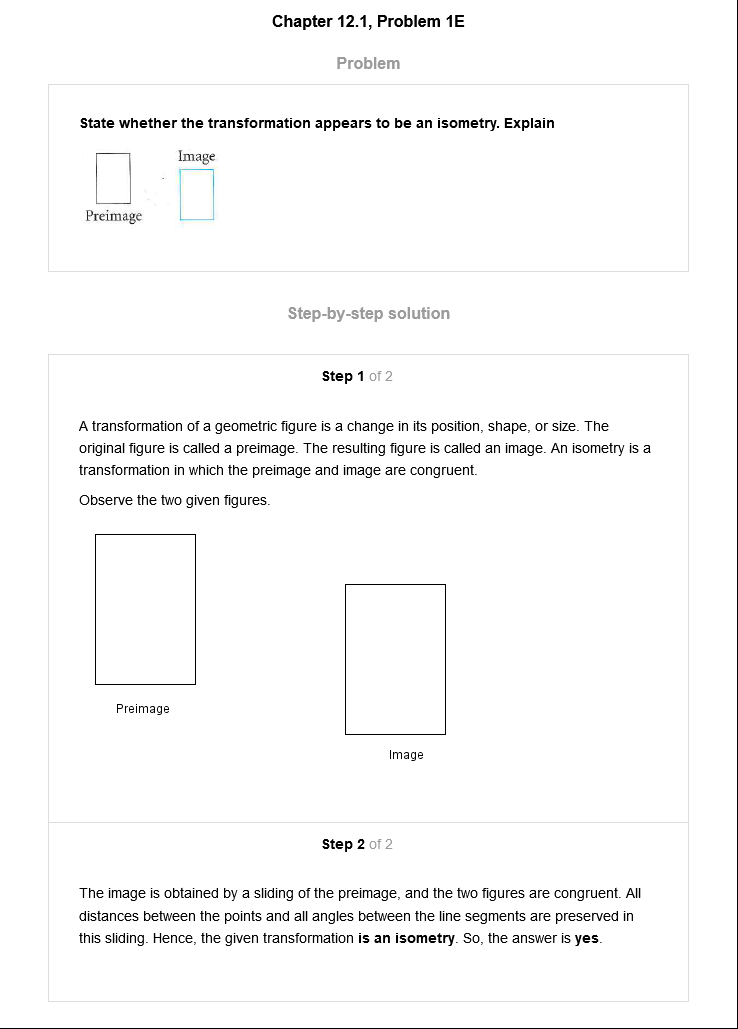 Chapter 12.1, Problem 1E
Problem
State whether the transformation appears to be an isometry. Explain
Image
Preimage
Step-by-step solution
Step 1 of 2
A transformation of a geometric figure is a change in its position, shape, or size. The
original figure is called a preimage. The resulting figure is called an image. An isometry is a
transformation in which the preimage and image are congruent.
Observe the two given figures.
Preimage
Image
Step 2 of 2
The image is obtained by a sliding of the preimage, and the two figures are congruent. All
distances between the points and all angles between the line segments are preserved in
this sliding. Hence, the given transformation is an isometry. So, the answer is yes.